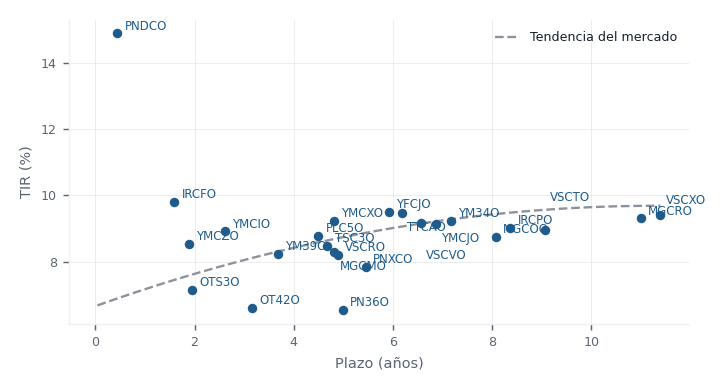 PNDCO
Tendencia del mercado
14
12
10
8
TIR (%)
IRCFO
VSCTO
VSCXO
YMCXO
YFCJO
YM34O
MGCRO
YMCIO
PLC5O
TTCAO
IRCPO
MGCOO
YMCZO
TSC3O
YMCJO
YM39O
VSCRO
VSCVO
PNXCO
MGCMO
OTS3O
OT42O
PN36O
0
2
4
6
8
10
Plazo (años)